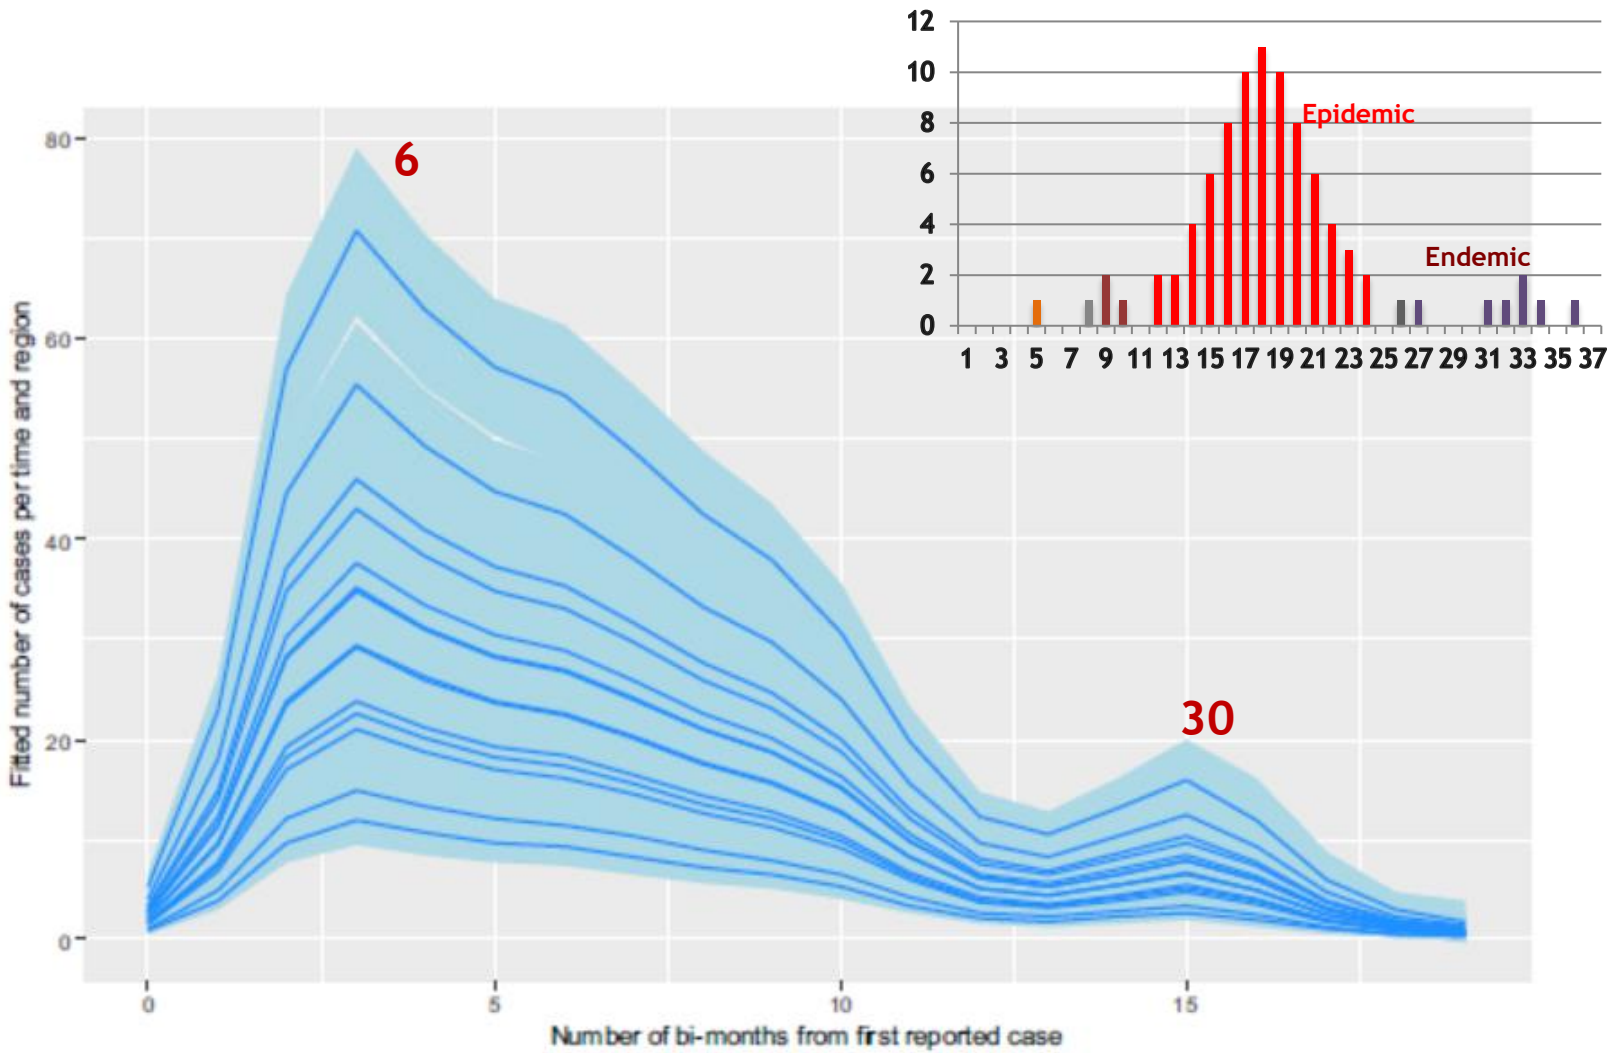 12
10
8
6
4
2
0
Epidemic
Endemic
1 3 5 7 9 11 13 15 17 19 21 23 25 27 29 31 33 35 37
80
60
40
20
0
6
30
0 5 10 15
Fitted number of cases per time and region
Number of bi-months from first reported case